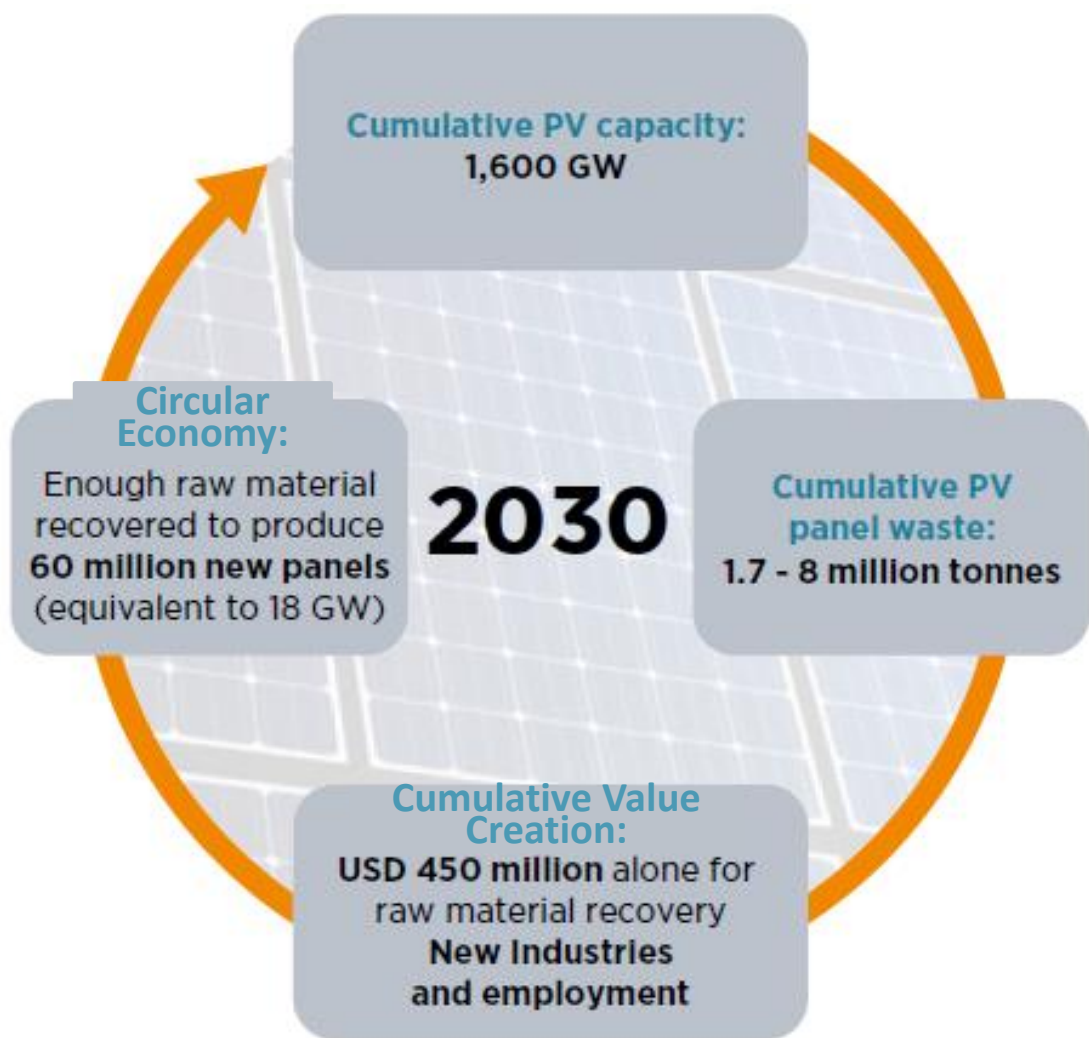 Cumulative PV capacity:
1,600 GW
Circular
Economy:
Enough raw material
recovered to produce
60 million new panels
(equivalent to 18 GW)
2030
Cumulative PV
panel waste:
1.7 - 8 million tonnes
Cumulative Value
Creation:
USD 450 million alone for
raw material recovery
New Industries
and employment